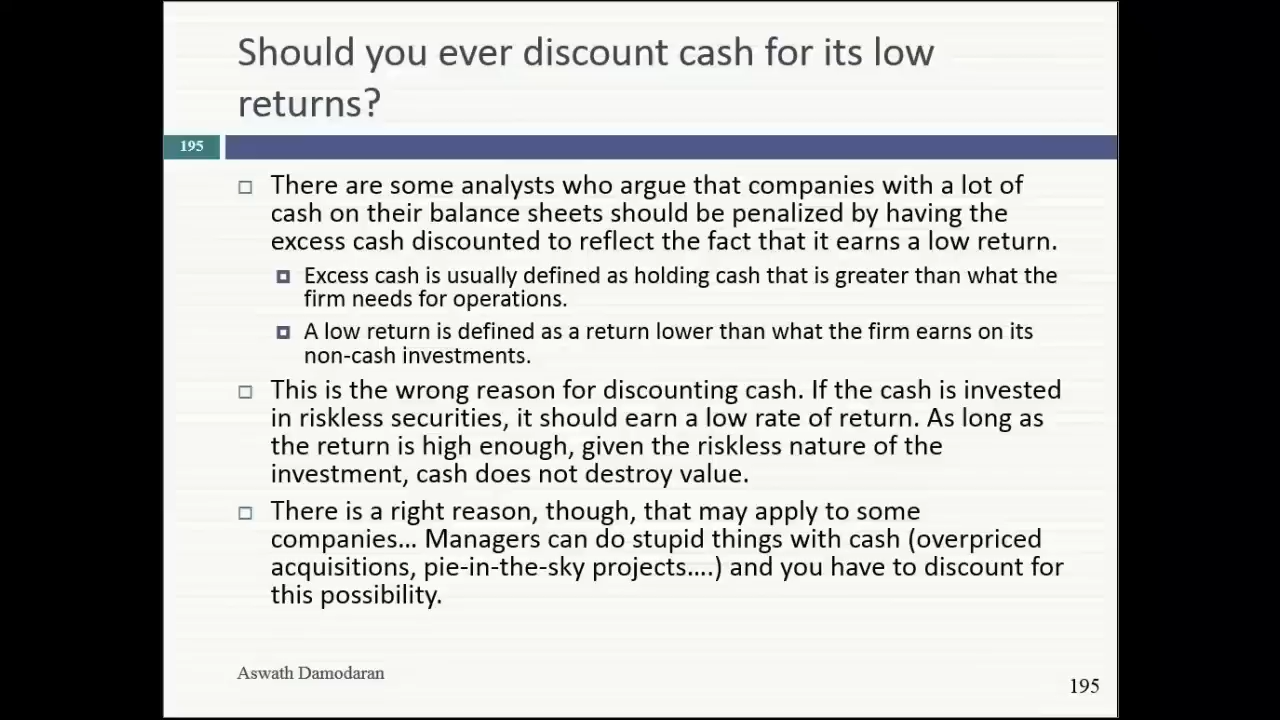 Should you ever discount cash for its low
returns?
195
There are some analysts who argue that companies with a lot of
cash on their balance sheets should be penalized by having the
excess cash discounted to reflect the fact that it earns a low return.
Excess cash is usually defined as holding cash that is greater than what the
firm needs for operations.
A low return is defined as a return lower than what the firm earns on its
non-cash investments.
This is the wrong reason for discounting cash. If the cash is invested
in riskless securities, it should earn a low rate of return. As long as
the return is high enough, given the riskless nature of the
investment, cash does not destroy value.
There is a right reason, though, that may apply to some
companies… Managers can do stupid things with cash (overpriced
acquisitions, pie-in-the-sky projects….) and you have to discount for
this possibility.
Aswath Damodaran
195